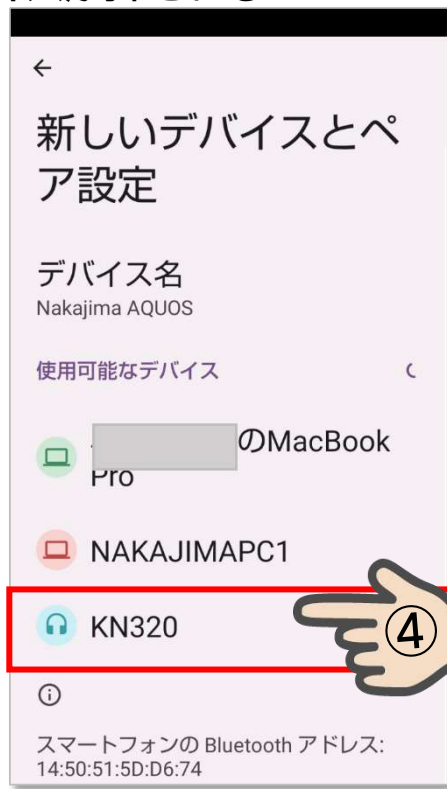 新しいデバイスとペ
ア設定
デバイス名
Nakajima AQUOS
使用可能なデバイス
のMacBook
Pro
NAKAJIMAPC1
KN320
④
スマートフォンの Bluetooth アドレス:
14:50:51:5D:D6:74